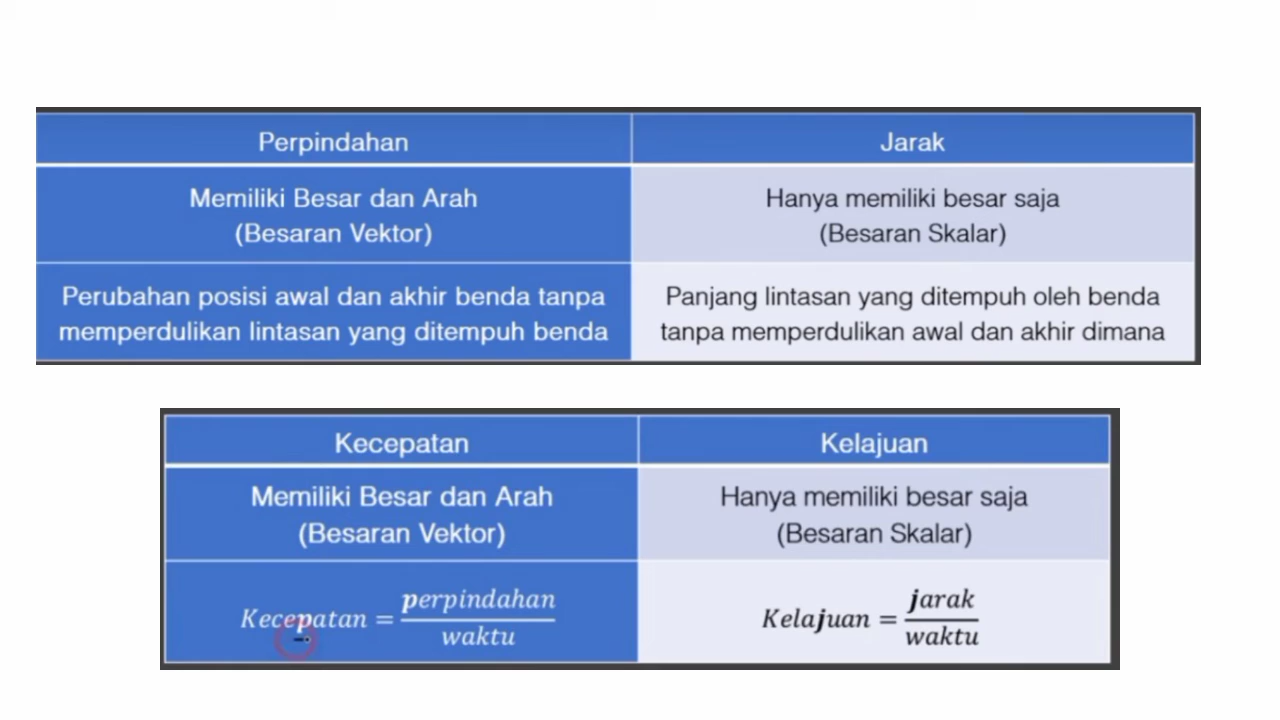 Perpindahan
Jarak
Memiliki Besar dan Arah
(Besaran Vektor)
Hanya memiliki besar saja
(Besaran Skalar)
Perubahan posisi awal dan akhir benda tanpa
memperdulikan lintasan yang ditempuh benda
Panjang lintasan yang ditempuh oleh benda
tanpa memperdulikan awal dan akhir dimana
Kecepatan
Kelajuan
Memiliki Besar dan Arah
(Besaran Vektor)
Hanya memiliki besar saja
(Besaran Skalar)
Kecepatan = perpindahan / waktu
Kelajuan = jarak / waktu